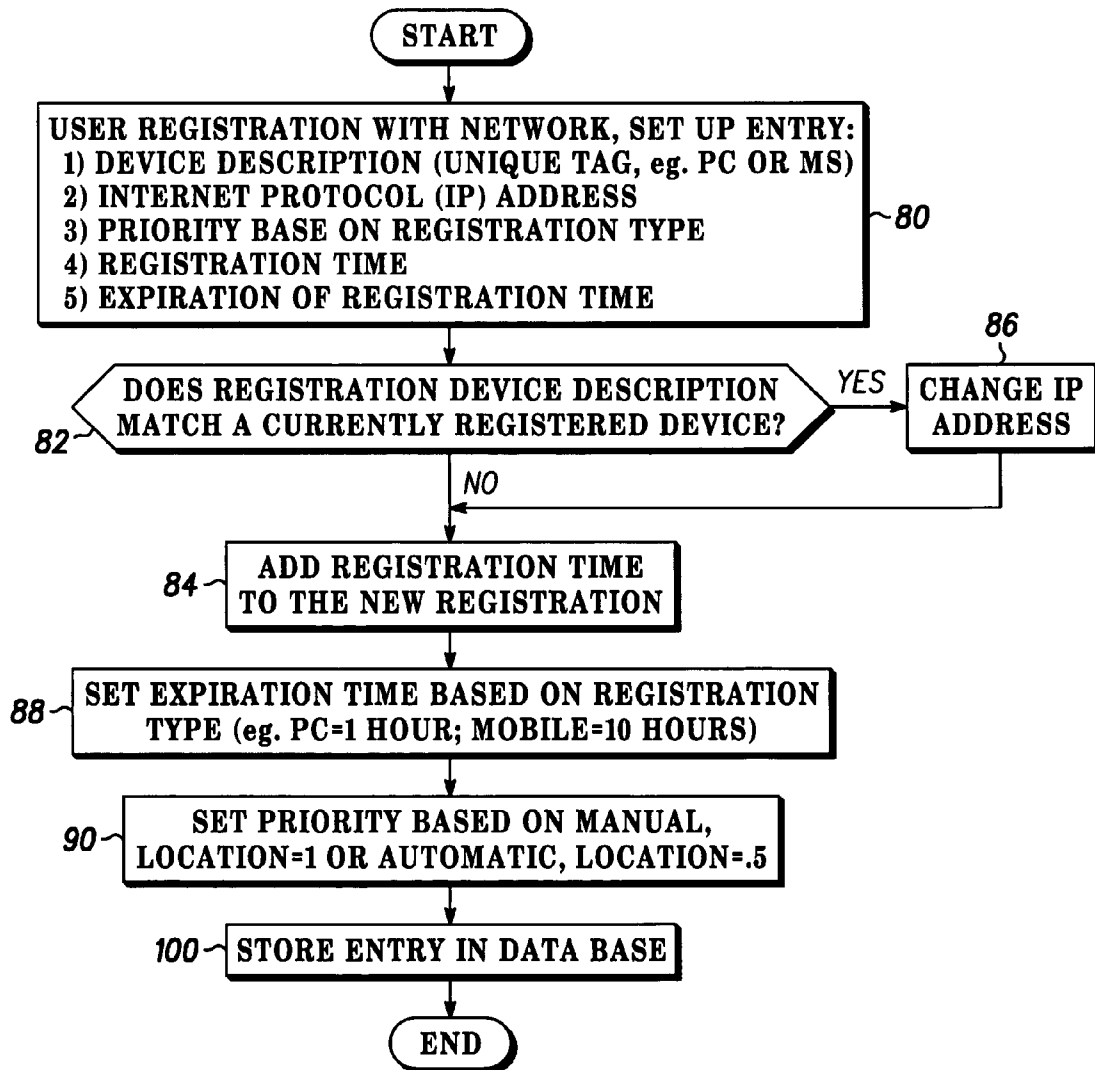 START
USER REGISTRATION WITH NETWORK, SET UP ENTRY:
1) DEVICE DESCRIPTION (UNIQUE TAG, eg. PC OR MS)
2) INTERNET PROTOCOL (IP) ADDRESS
3) PRIORITY BASE ON REGISTRATION TYPE
4) REGISTRATION TIME
5) EXPIRATION OF REGISTRATION TIME
80
DOES REGISTRATION DEVICE DESCRIPTION
MATCH A CURRENTLY REGISTERED DEVICE?
82
YES
86
CHANGE IP
ADDRESS
NO
84
ADD REGISTRATION TIME
TO THE NEW REGISTRATION
88
SET EXPIRATION TIME BASED ON REGISTRATION
TYPE (eg. PC=1 HOUR; MOBILE=10 HOURS)
90
SET PRIORITY BASED ON MANUAL,
LOCATION=1 OR AUTOMATIC, LOCATION=.5
100
STORE ENTRY IN DATA BASE
END